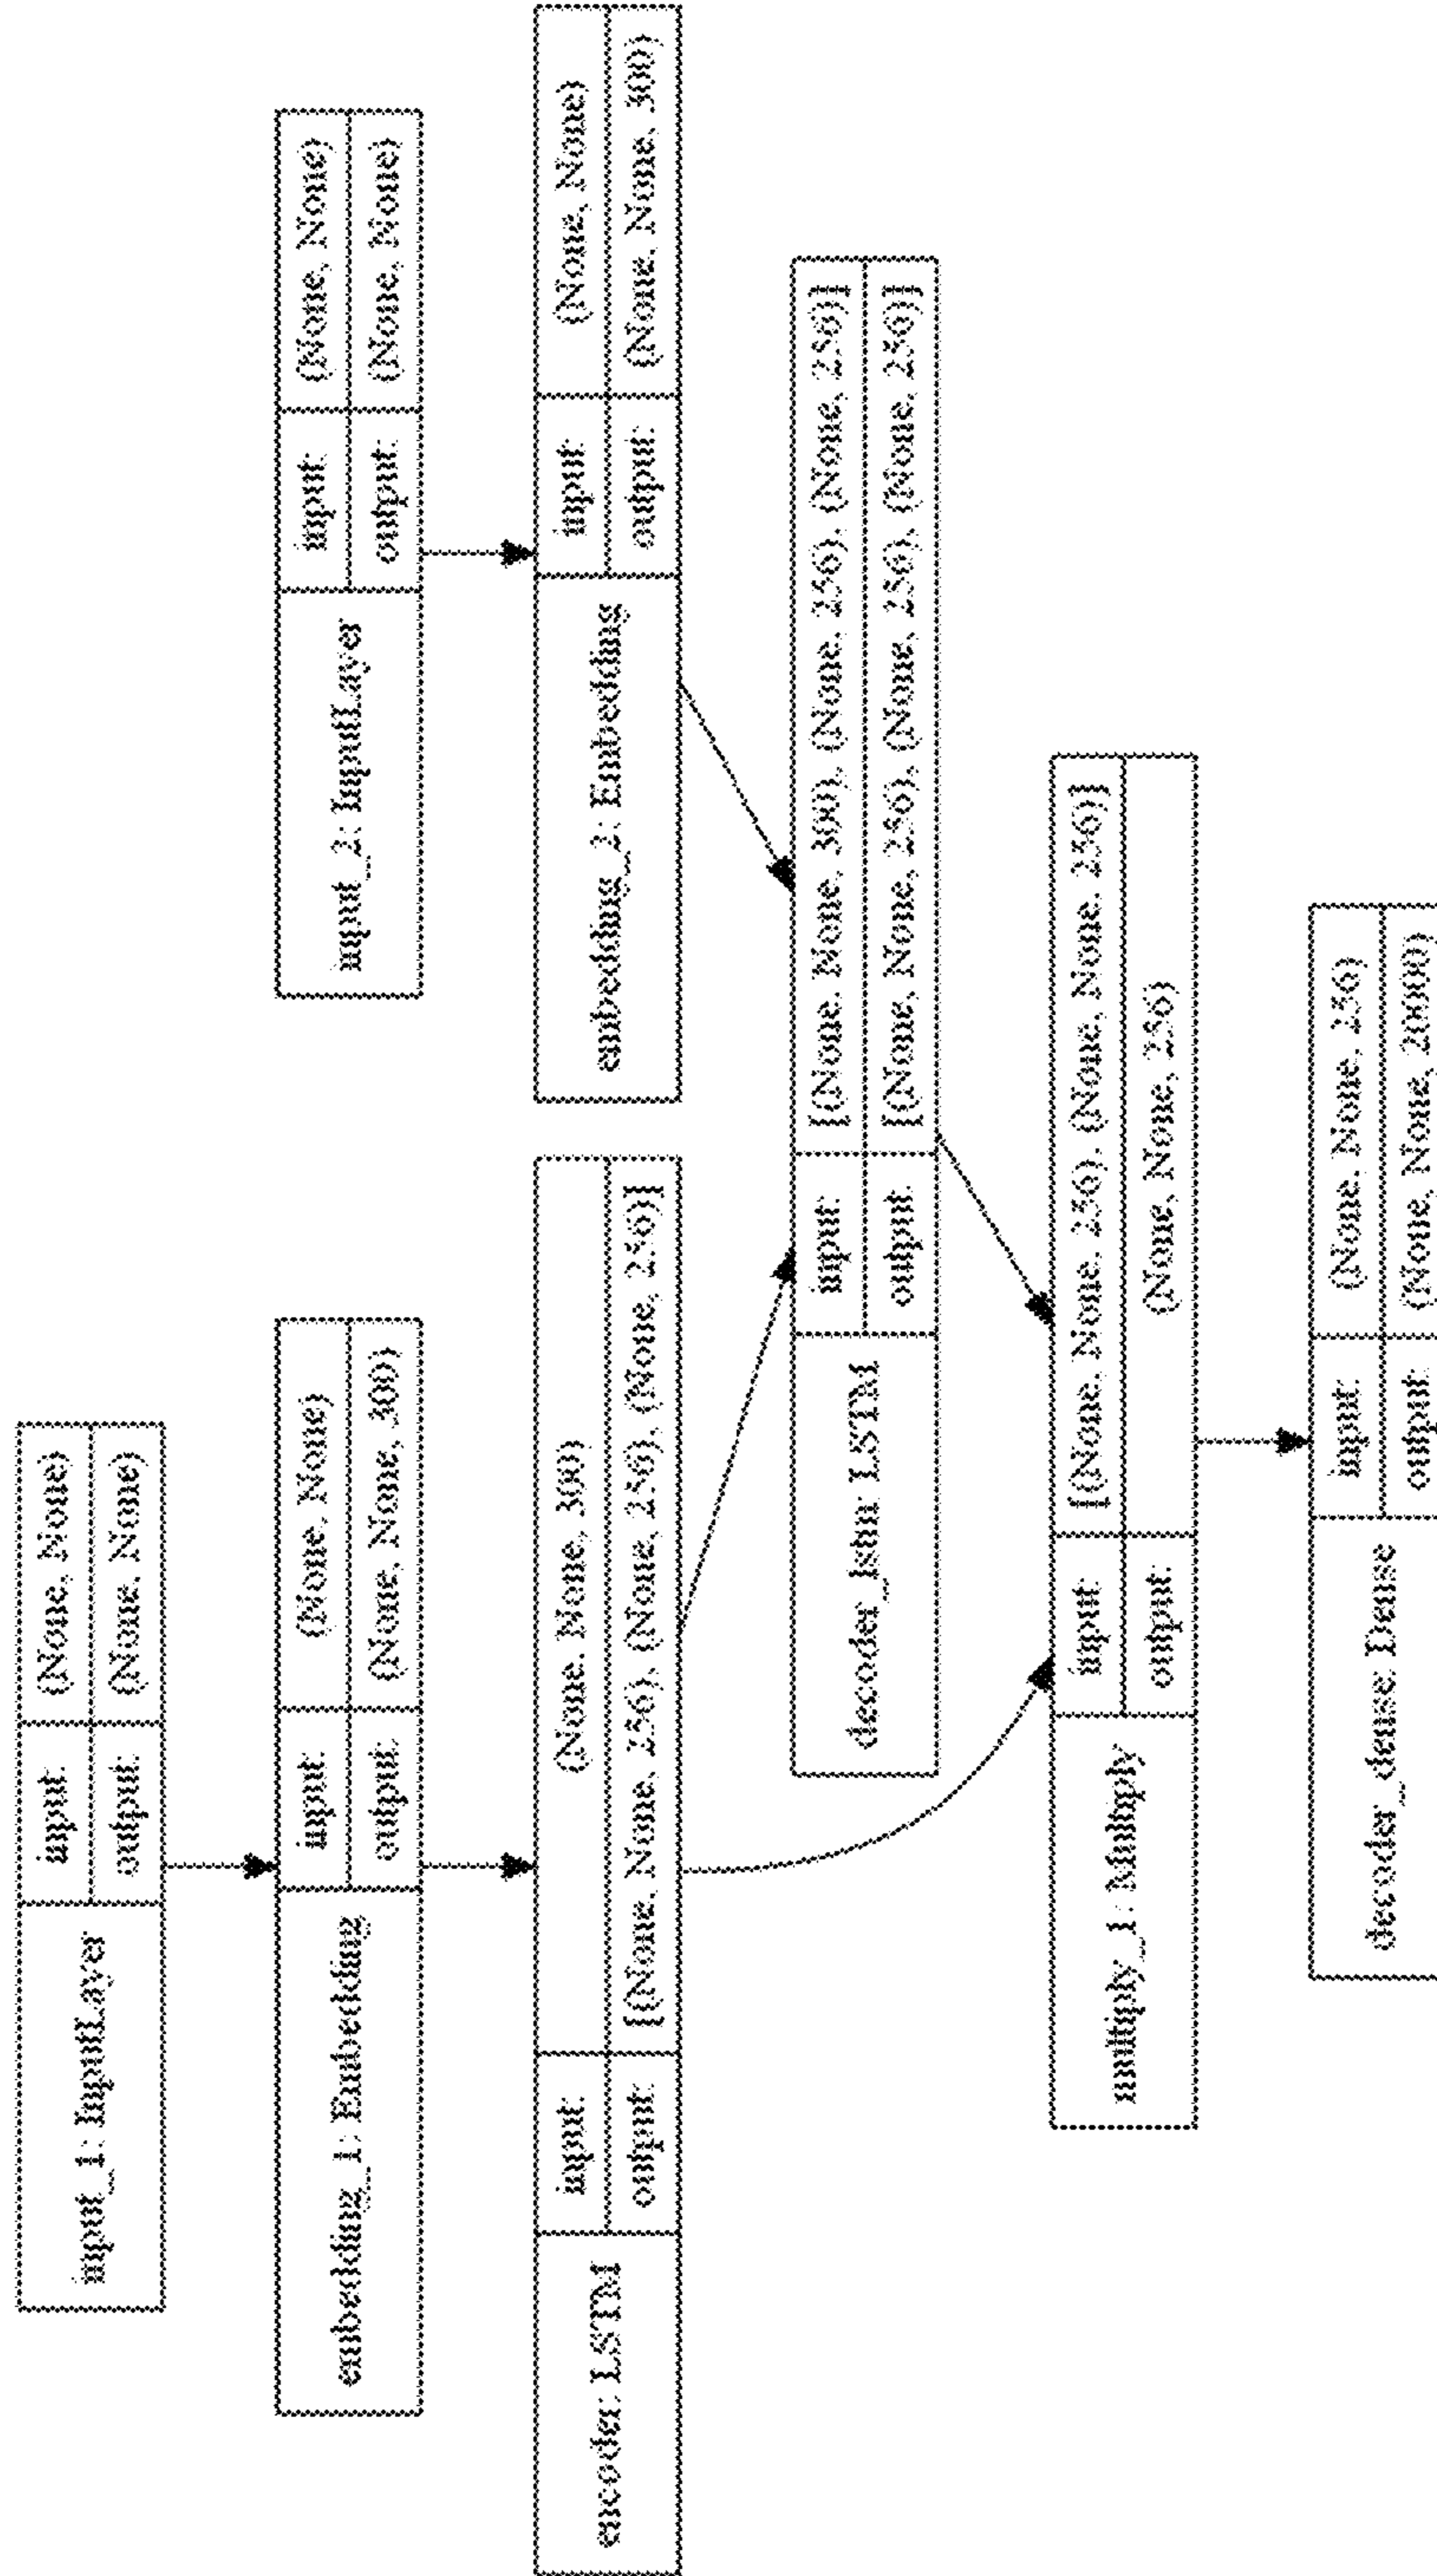 input_1: InputLayer
input:
(None, None)
output:
(None, None)
input_2: InputLayer
input:
(None, None)
output:
(None, None)
embedding_1: Embedding
input:
(None, None)
output:
(None, None, 300)
embedding_2: Embedding
input:
(None, None)
output:
(None, None, 300)
encoder: LSTM
input:
(None, None, 300)
output:
[(None, None, 256), (None, 256), (None, 256)]
decoder_lstm: LSTM
input:
[(None, None, 300), (None, 256), (None, 256)]
output:
[(None, None, 256), (None, 256), (None, 256)]
multiply_1: Multiply
input:
[(None, None, 256), (None, None, 256)]
output:
(None, None, 256)
decoder_dense: Dense
input:
(None, None, 256)
output:
(None, None, 20000)